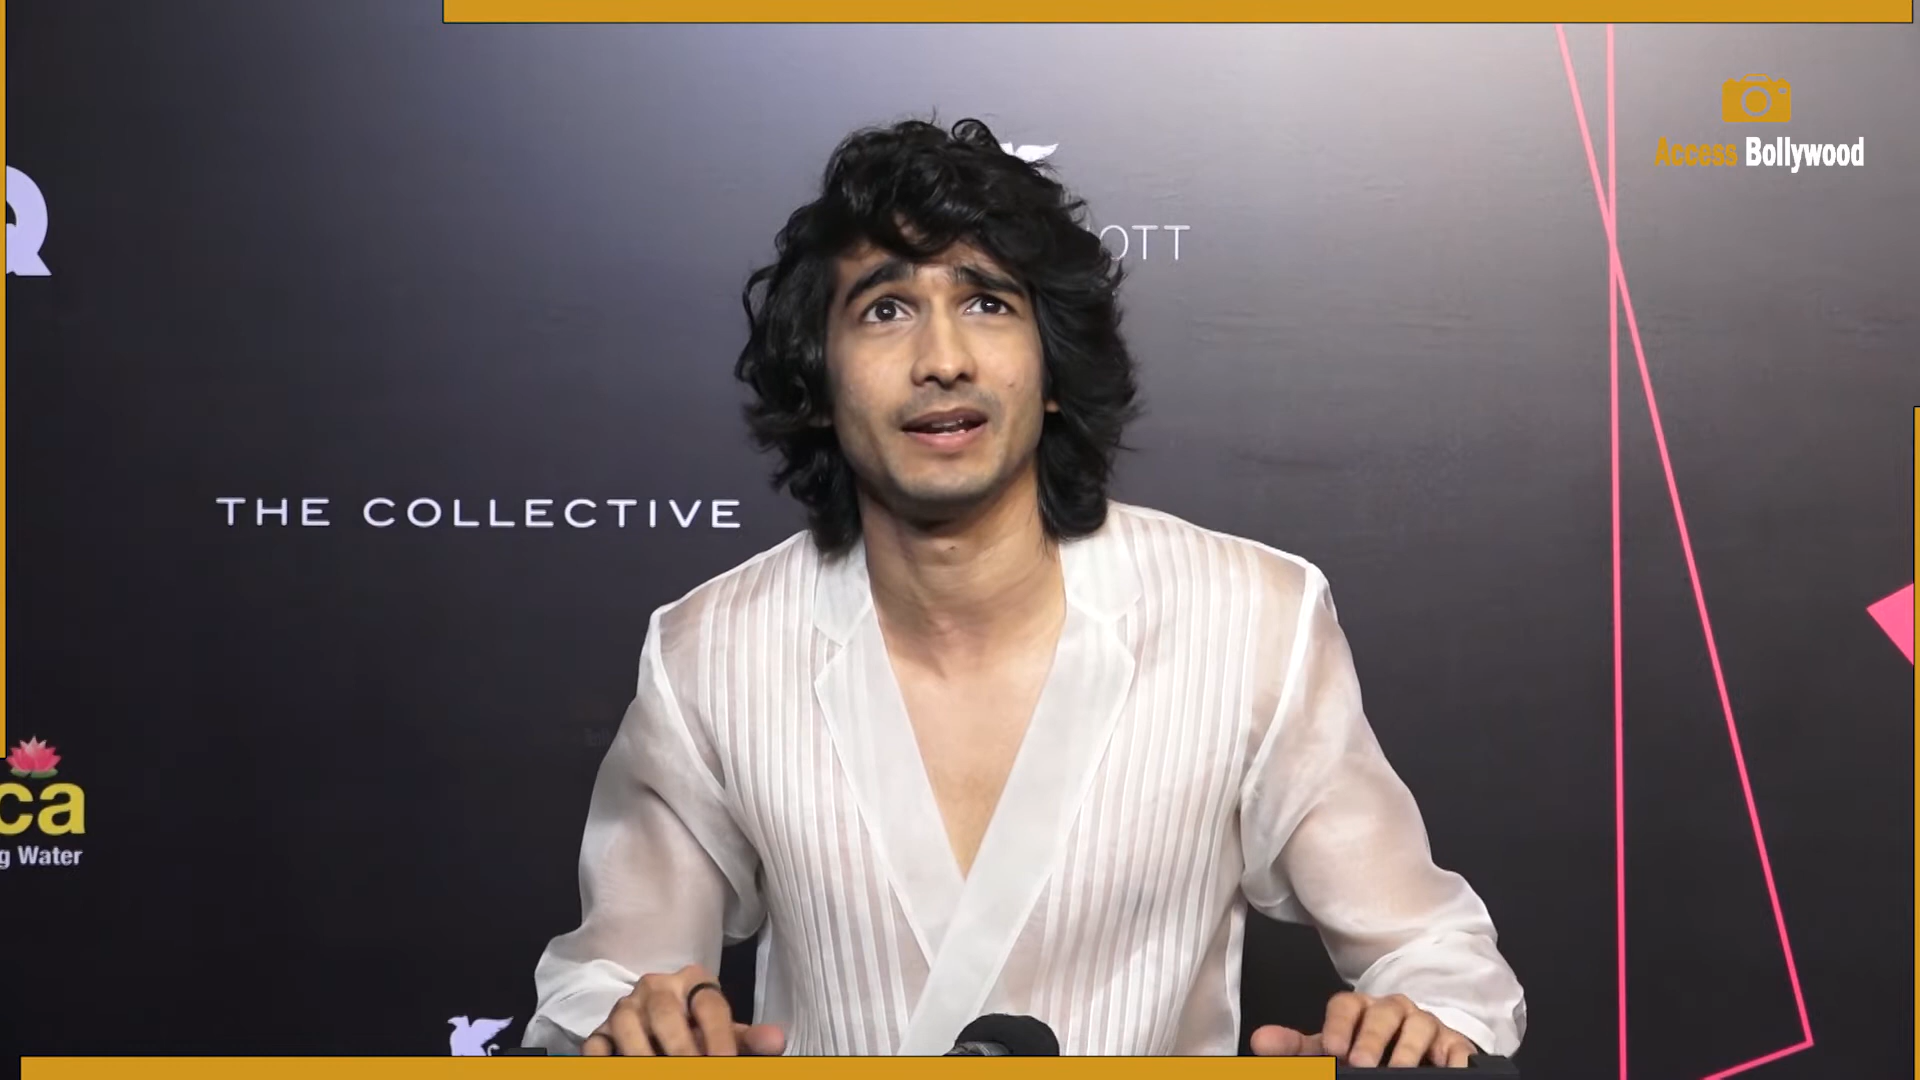 Access Bollywood
Q
OTT
THE COLLECTIVE
ca
g Water